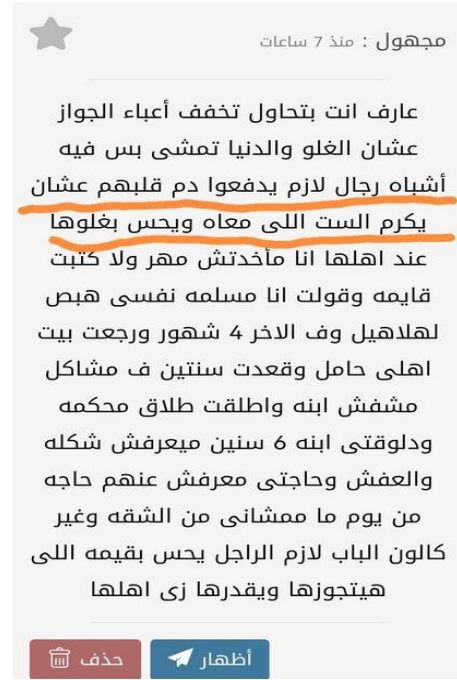 مجهول : منذ 7 ساعات
عارف انت بتحاول تخفف أعباء الجواز
عشان الغلو والدنيا تمشى بس فيه
أشباه رجال لازم يدفعوا دم قلبهم عشان
يكرم الست اللى معاه ويحس بغلوها
عند اهلها انا مأخدتش مهر ولا كتبت
قايمه وقولت انا مسلمه نفسى هبص
لهلاهيل وف الاخر 4 شهور ورجعت بيت
اهلى حامل وقعدت سنتين ف مشاكل
مشفش ابنه واطلقت طلاق محكمه
ودلوقتى ابنه 6 سنين ميعرفش شكله
والعفش وحاجتى معرفش عنهم حاجه
من يوم ما ممشانى من الشقه وغير
كالون الباب لازم الراجل يحس بقيمه اللى
هيتجوزها ويقدرها زى اهلها
أظهار
حذف